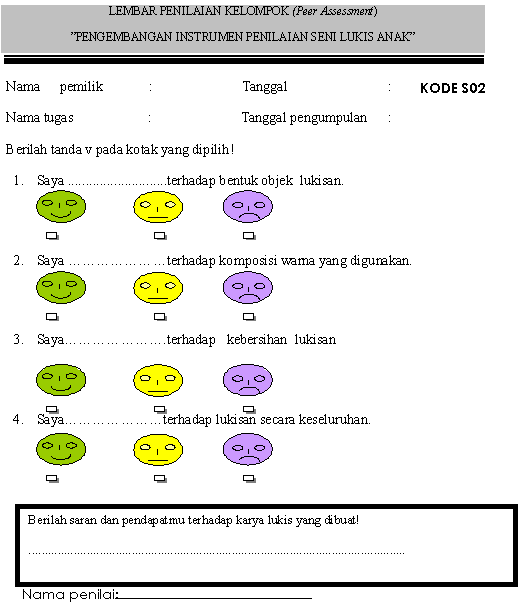 LEMBAR PENILAIAN KELOMPOK (Peer Assessment)
"PENGEMBANGAN INSTRUMEN PENILAIAN SENI LUKIS ANAK"
Nama pemilik : Tanggal : KODE S02
Nama tugas : Tanggal pengumpulan :
Berilah tanda v pada kotak yang dipilih!
1. Saya ............................terhadap bentuk objek lukisan.
2. Saya …………………terhadap komposisi warna yang digunakan.
3. Saya………………….terhadap kebersihan lukisan
4. Saya…………………terhadap lukisan secara keseluruhan.
Berilah saran dan pendapatmu terhadap karya lukis yang dibuat!
...............................................................................................................
Nama penilai: